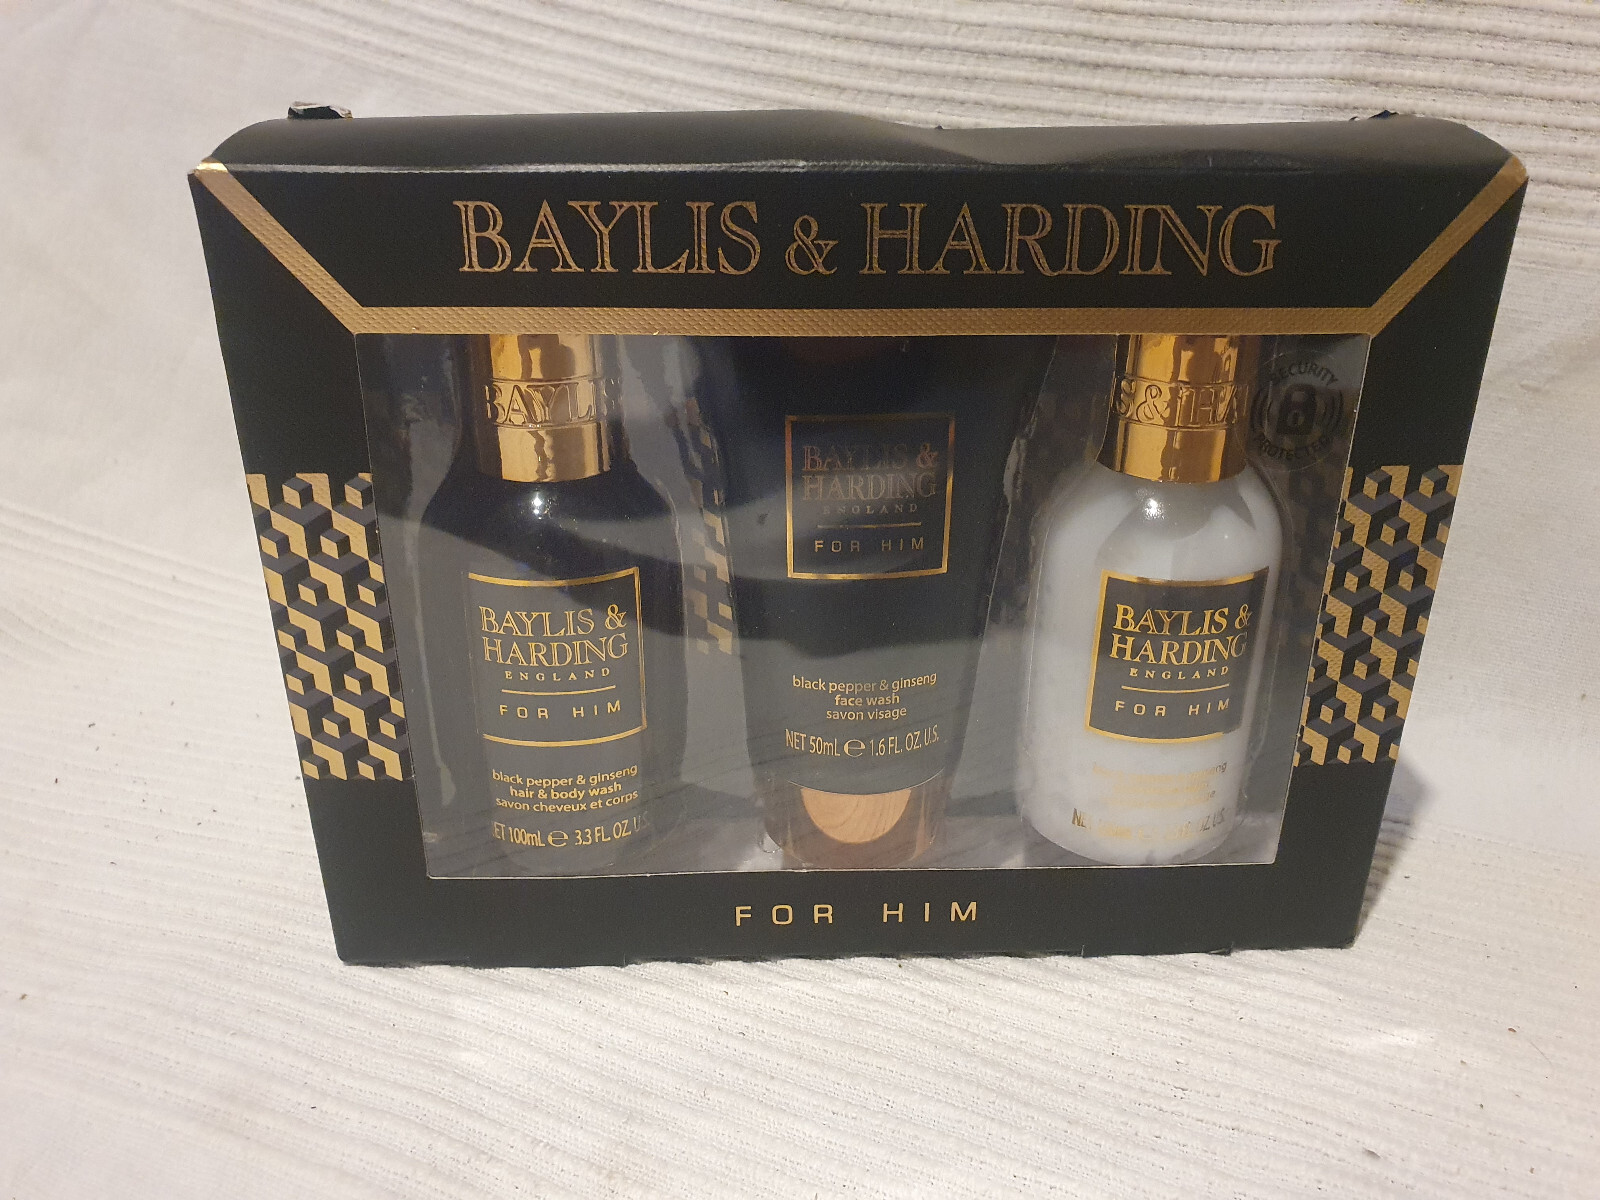 BAYLIS & HARDING
BAYLIS
S & HA
SECURITY
PROTECTED
BAYLIS &
HARDING
ENGLAND
FOR HIM
black pepper & ginseng
hair & body wash
savon cheveux et corps
NET 100mL ℮ 3.3 FL. OZ. U.S.
BAYLIS &
HARDING
ENGLAND
FOR HIM
black pepper & ginseng
face wash
savon visage
NET 50mL ℮ 1.6 FL. OZ. U.S.
BAYLIS &
HARDING
ENGLAND
FOR HIM
FOR HIM